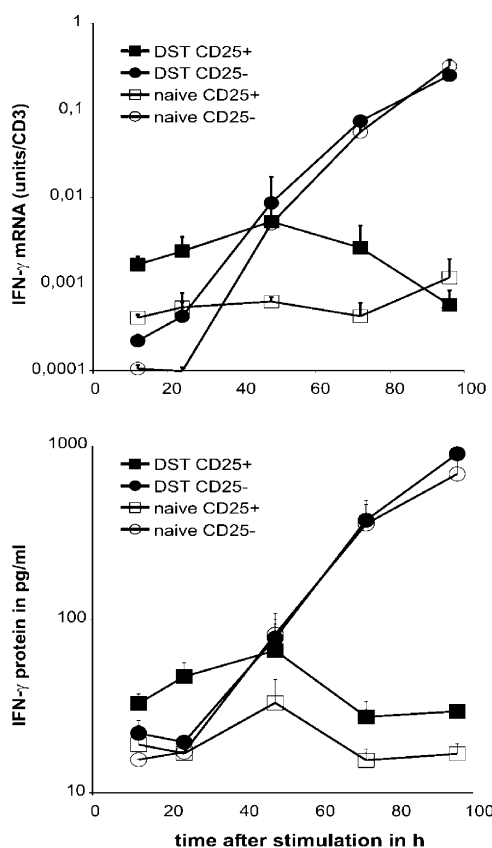 1
DST CD25+
DST CD25-
naive CD25+
naive CD25-
0,1
0,01
0,001
0,0001
IFN-γ mRNA (units/CD3)
0 20 40 60 80 100
1000
DST CD25+
DST CD25-
naive CD25+
naive CD25-
100
10
IFN-γ protein in pg/ml
0 20 40 60 80 100
time after stimulation in h